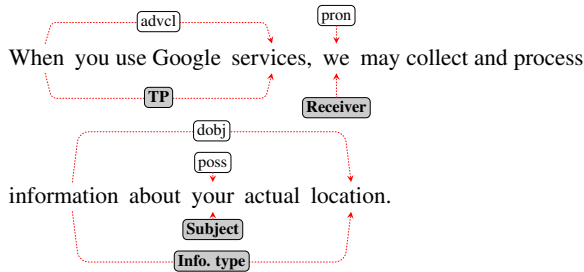 advcl pron
When you use Google services, we may collect and process
TP Receiver
dobj
poss
information about your actual location.
Subject
Info. type